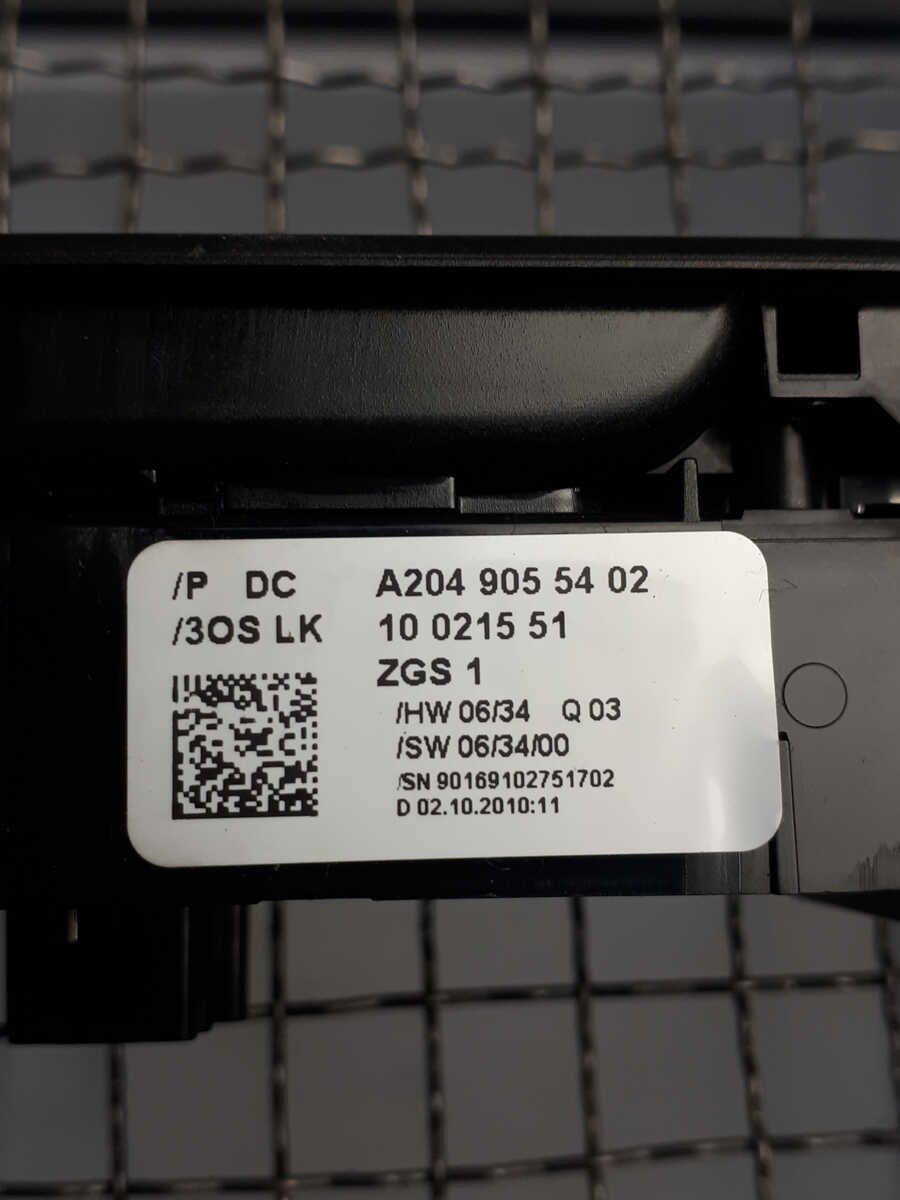 /P DC A204 905 54 02
/3OS LK 10 0215 51
ZGS 1
/HW 06/34 Q 03
/SW 06/34/00
/SN 90169102751702
D 02.10.2010:11